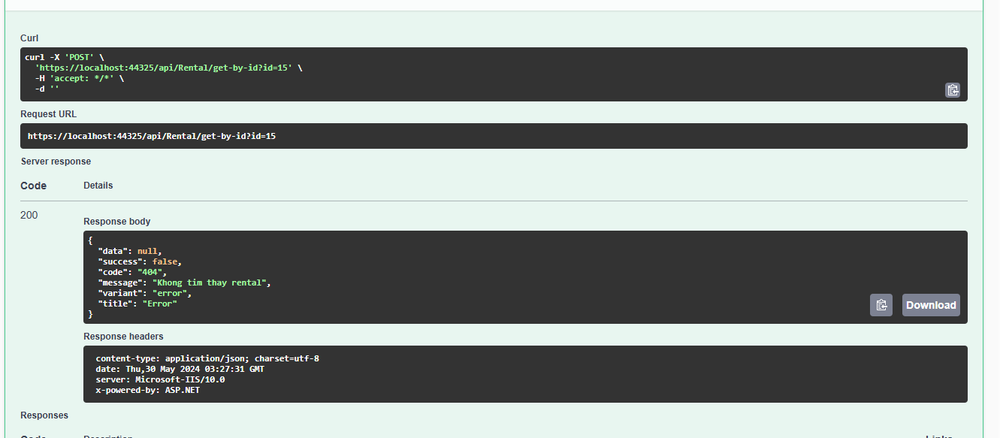 Curl
curl -X 'POST' \
'https://localhost:44325/api/Rental/get-by-id?id=15' \
-H 'accept: */*' \
-d ''
Request URL
https://localhost:44325/api/Rental/get-by-id?id=15
Server response
Code Details
200
Response body
{
"data": null,
"success": false,
"code": "404",
"message": "Khong tim thay rental",
"variant": "error",
"title": "Error"
}
Download
Response headers
content-type: application/json; charset=utf-8
date: Thu,30 May 2024 03:27:31 GMT
server: Microsoft-IIS/10.0
x-powered-by: ASP.NET
Responses
Code Description Links